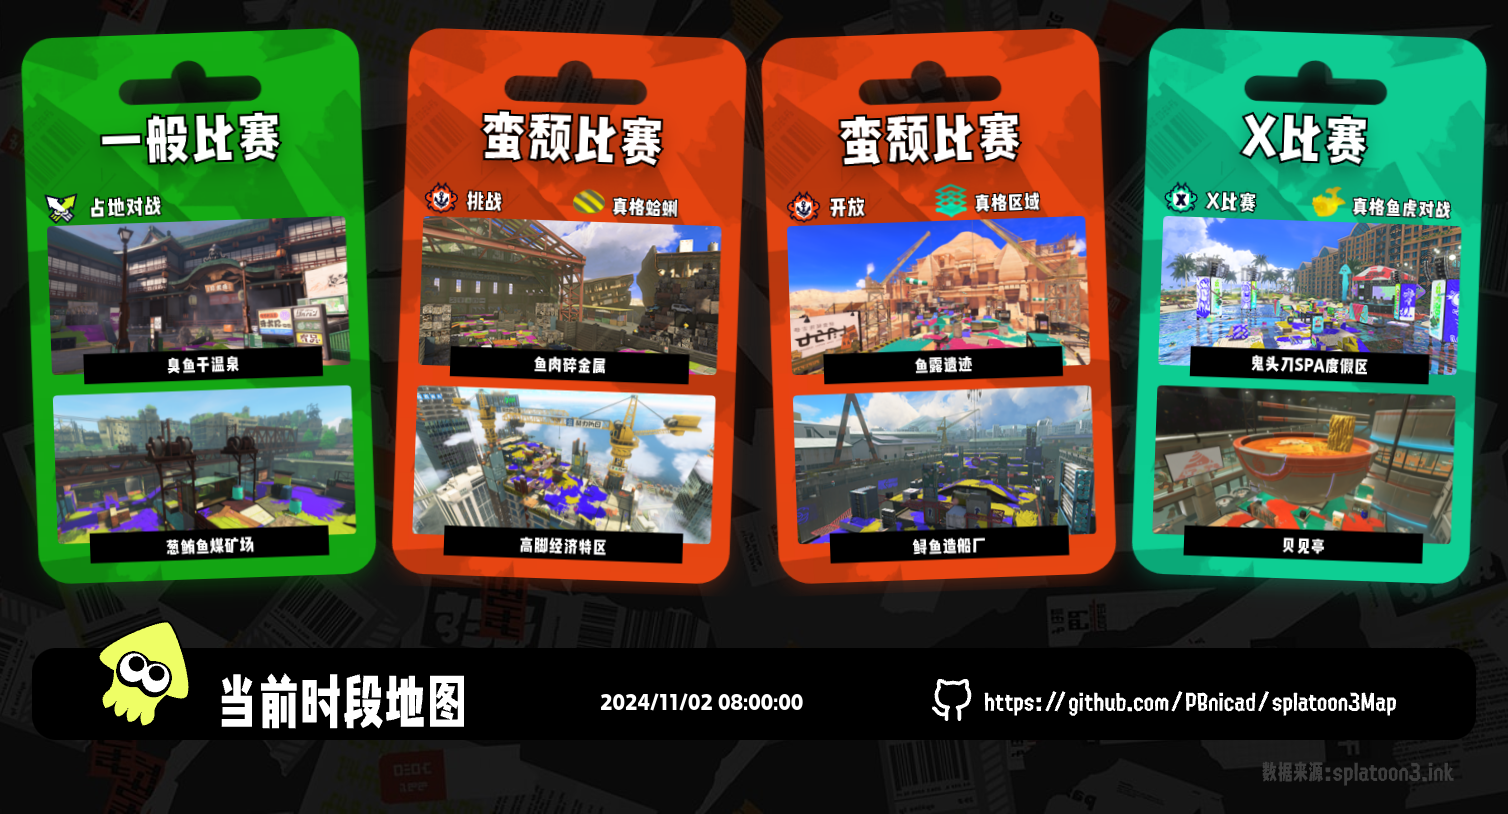 一般比赛
占地对战
臭鱼干温泉
葱鲔鱼煤矿场
蛮颓比赛
挑战
真格蛤蜊
鱼肉碎金属
高脚经济特区
蛮颓比赛
开放
真格区域
鱼露遗迹
鲟鱼造船厂
X比赛
X比赛
真格鱼虎对战
鬼头刀SPA度假区
贝见亭
当前时段地图
2024/11/02 08:00:00
https://github.com/PBnicad/splatoon3Map
数据来源:splatoon3.ink